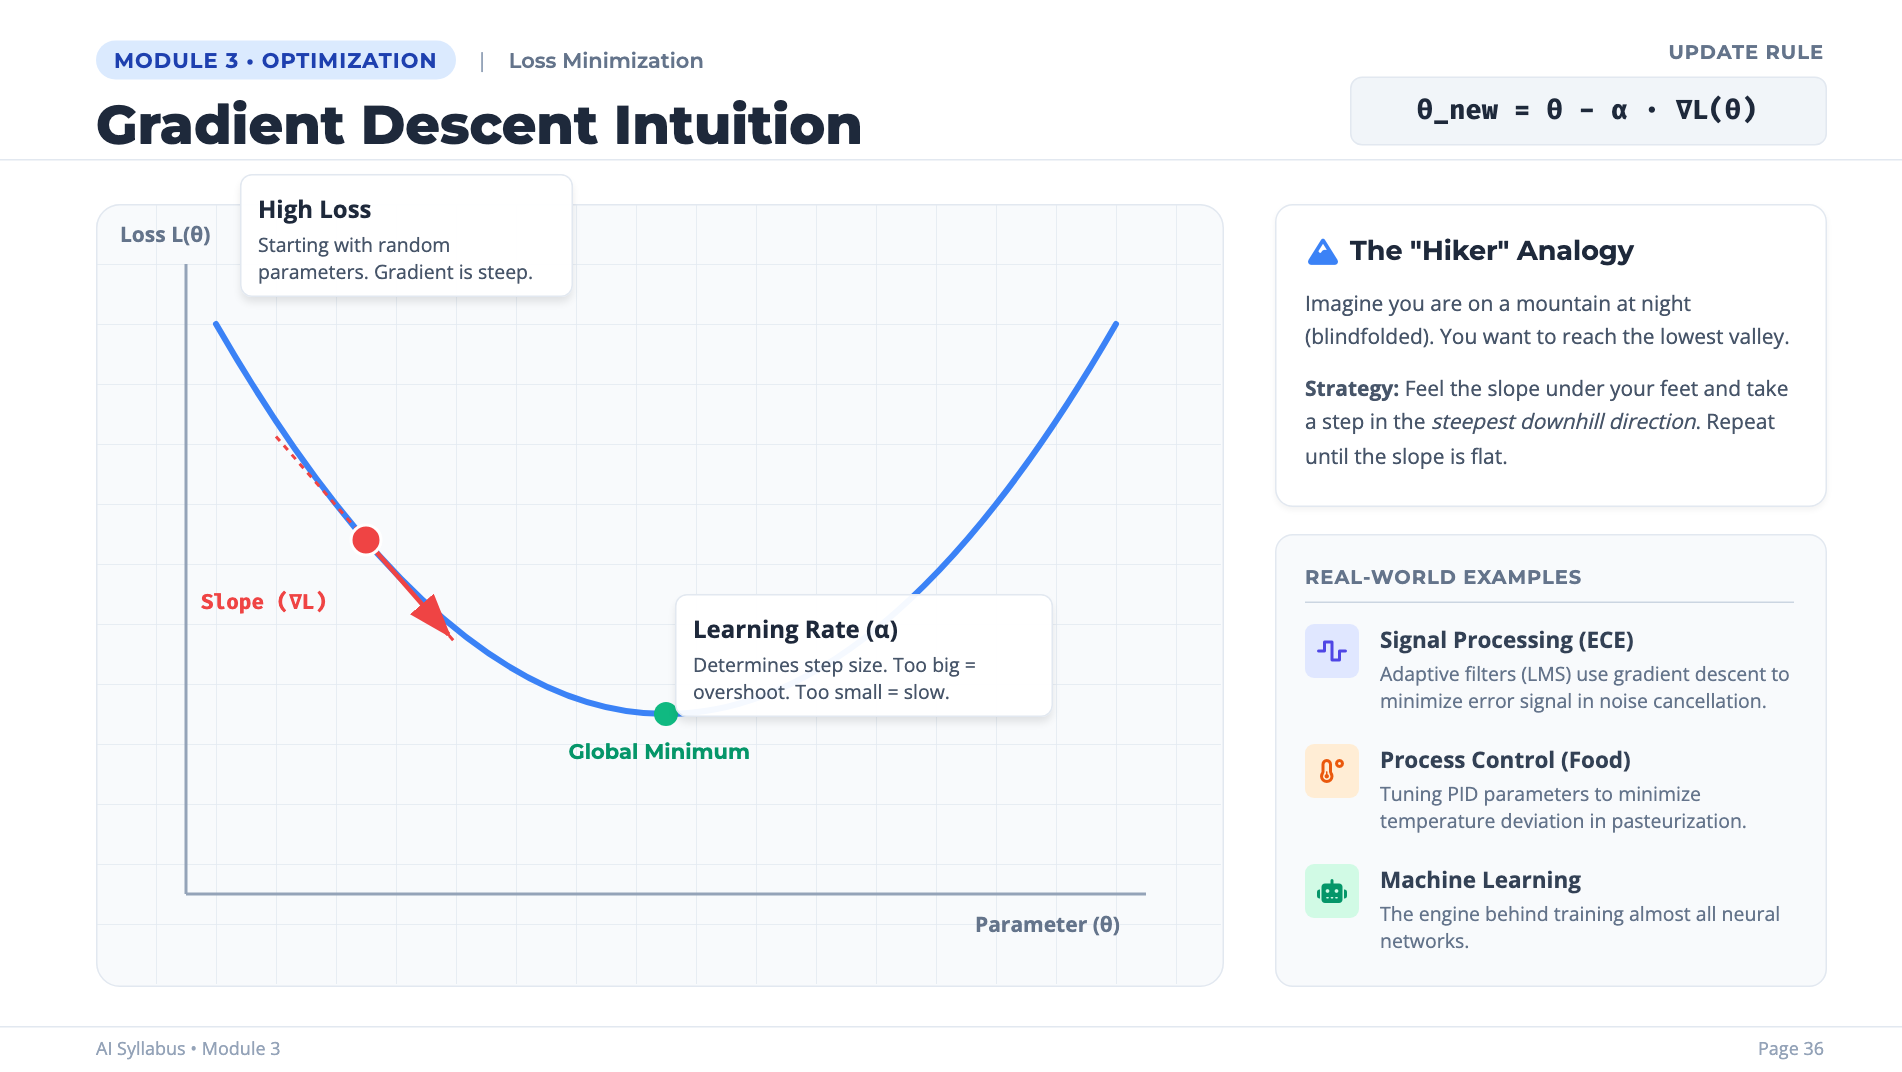 MODULE 3 • OPTIMIZATION | Loss Minimization
Gradient Descent Intuition
UPDATE RULE
θ_new = θ - α · ∇L(θ)
Loss L(θ)
High Loss
Starting with random
parameters. Gradient is steep.
Slope (∇L)
Learning Rate (α)
Determines step size. Too big =
overshoot. Too small = slow.
Global Minimum
Parameter (θ)
The "Hiker" Analogy
Imagine you are on a mountain at night
(blindfolded). You want to reach the lowest valley.
Strategy: Feel the slope under your feet and take
a step in the steepest downhill direction. Repeat
until the slope is flat.
REAL-WORLD EXAMPLES
Signal Processing (ECE)
Adaptive filters (LMS) use gradient descent to
minimize error signal in noise cancellation.
Process Control (Food)
Tuning PID parameters to minimize
temperature deviation in pasteurization.
Machine Learning
The engine behind training almost all neural
networks.
AI Syllabus • Module 3
Page 36